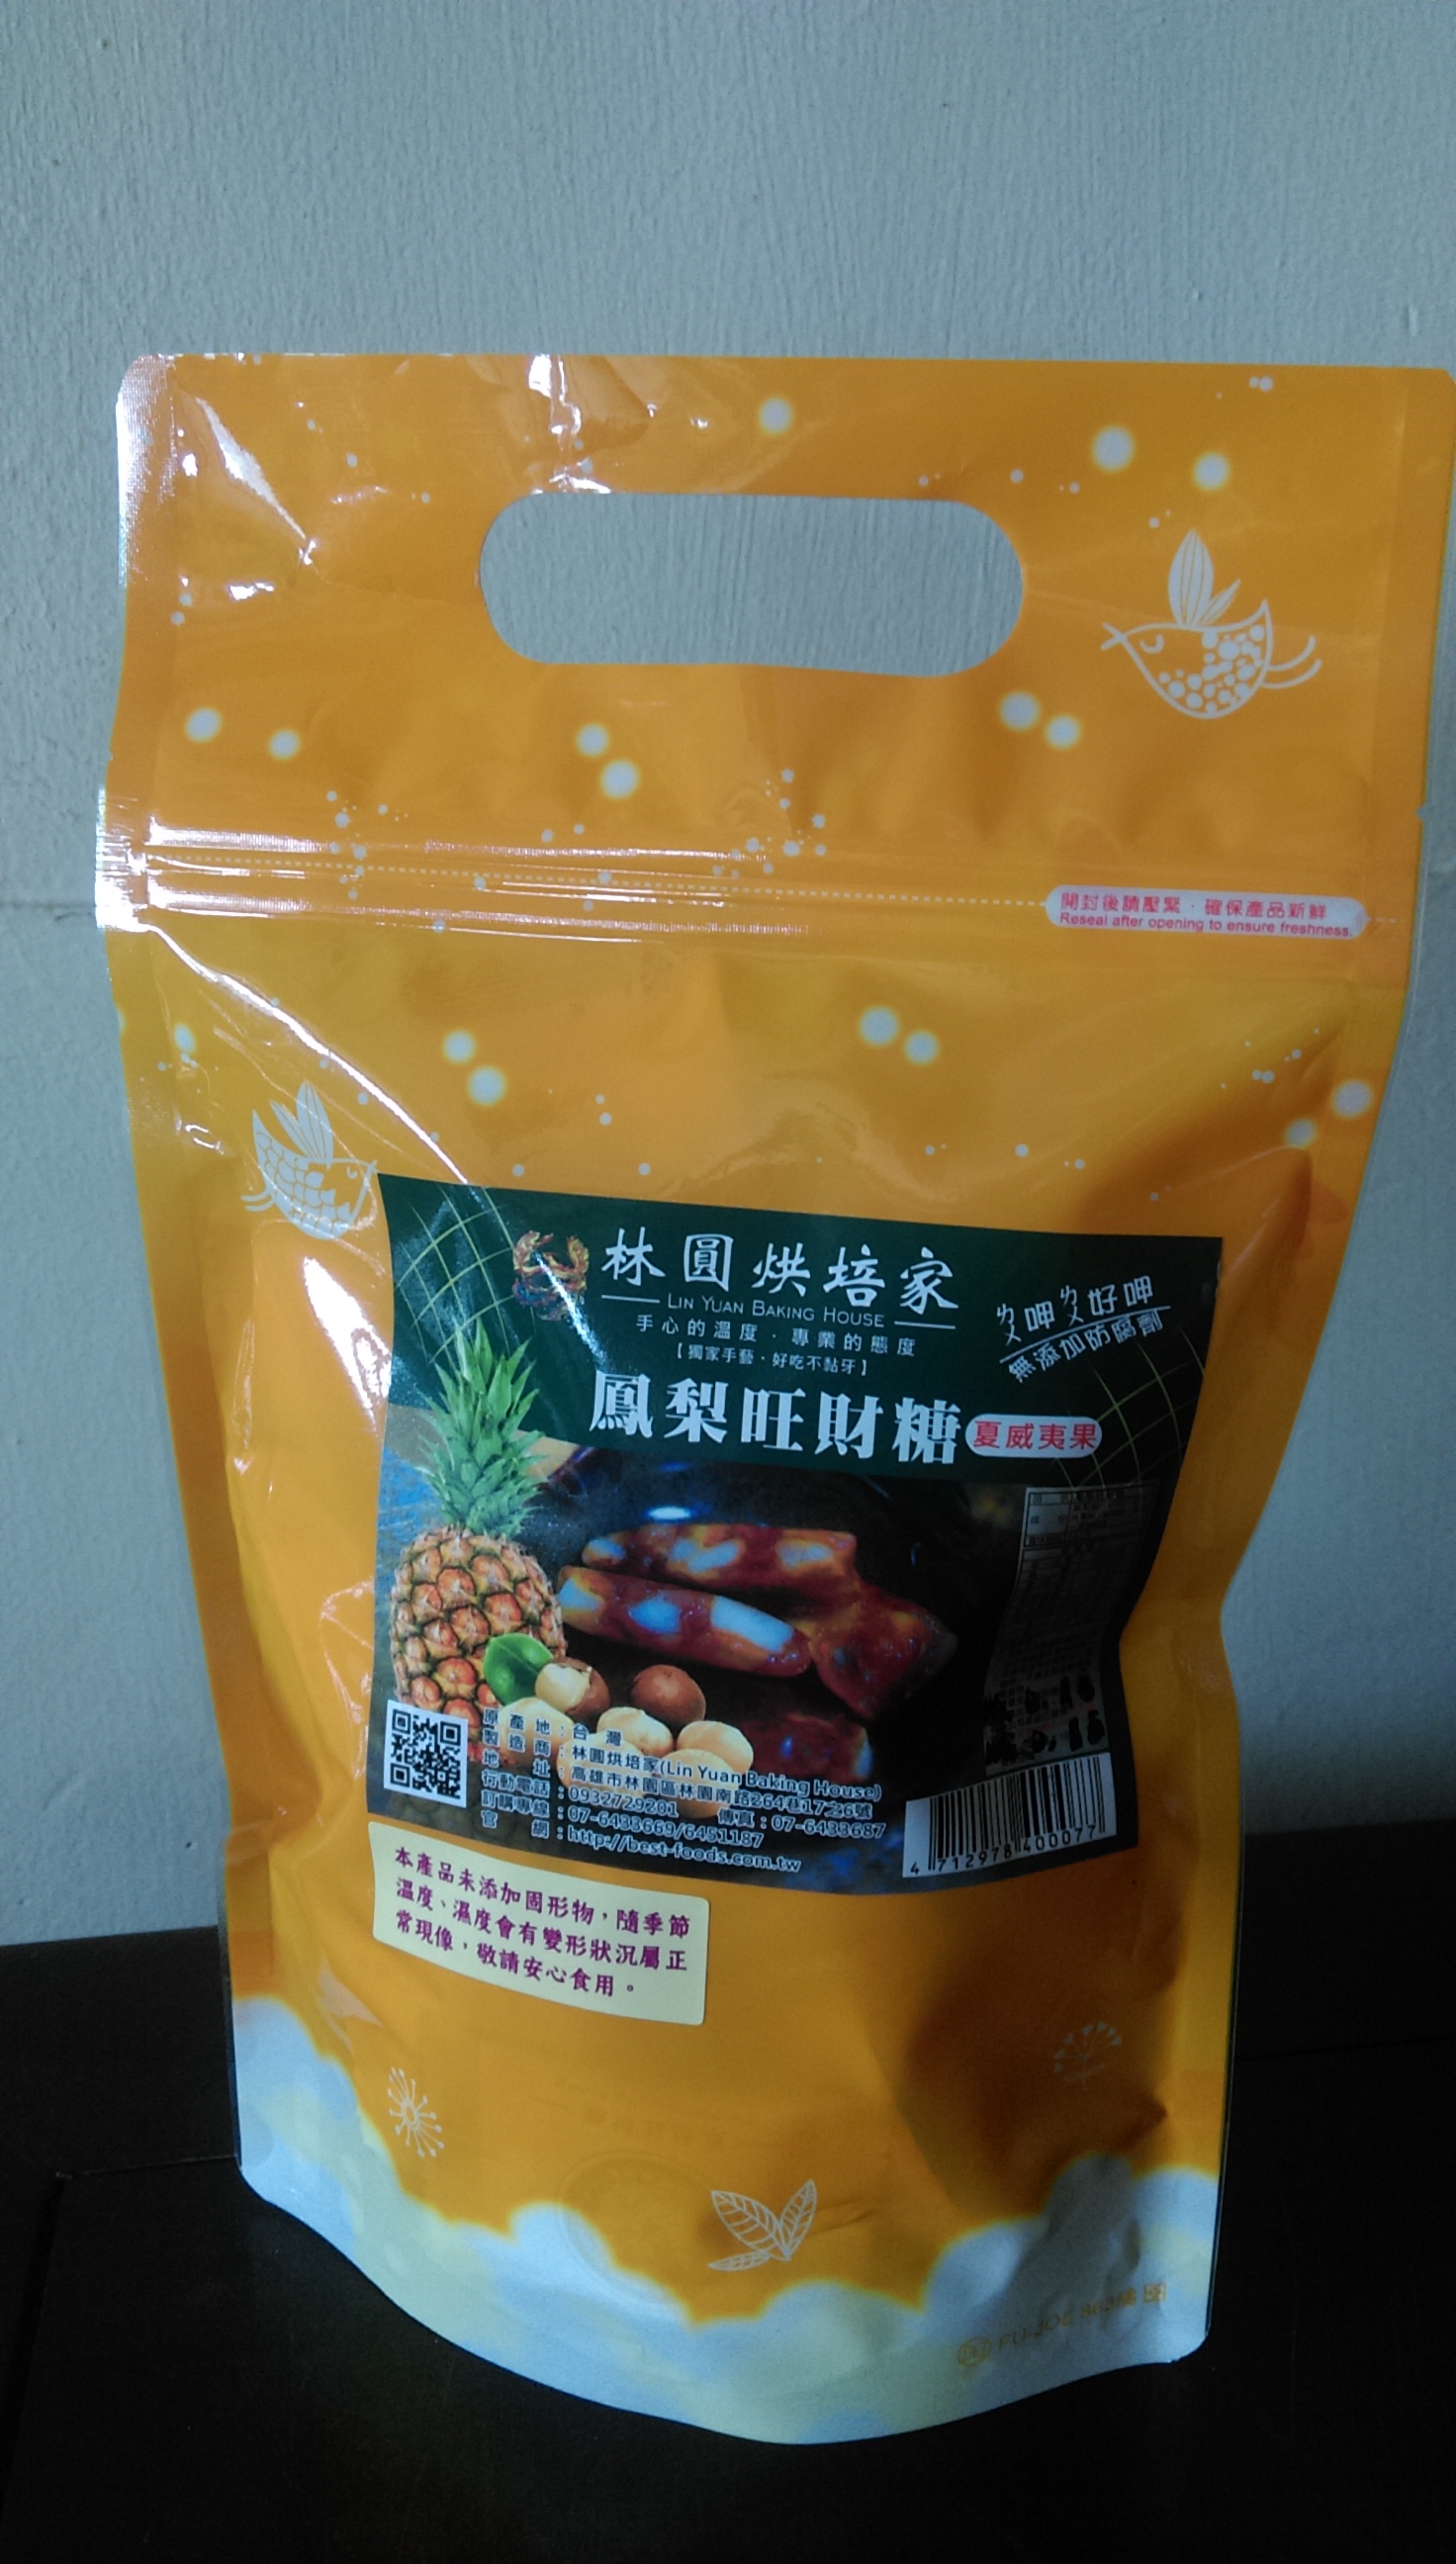 開封後請壓緊．確保產品新鮮
Reseal after opening to ensure freshness.
林圓烘培家
LIN YUAN BAKING HOUSE
手心的溫度．專業的態度
【獨家手藝．好吃不黏牙】
ㄆ呷ㄆ好呷
無添加防腐劑
鳳梨旺財糖
夏威夷果
原產地：台灣
製造商：林圓烘培家(Lin Yuan Baking House)
地址：高雄市林園區林園南路264巷17之6號
行動電話：0932729201 傳真：07-6433687
訂購專線：07-6433669/6451187
官網：http://best-foods.com.tw
4 712978 400077
本產品未添加固形物，隨季節
溫度、濕度會有變形狀況屬正
常現像，敬請安心食用。